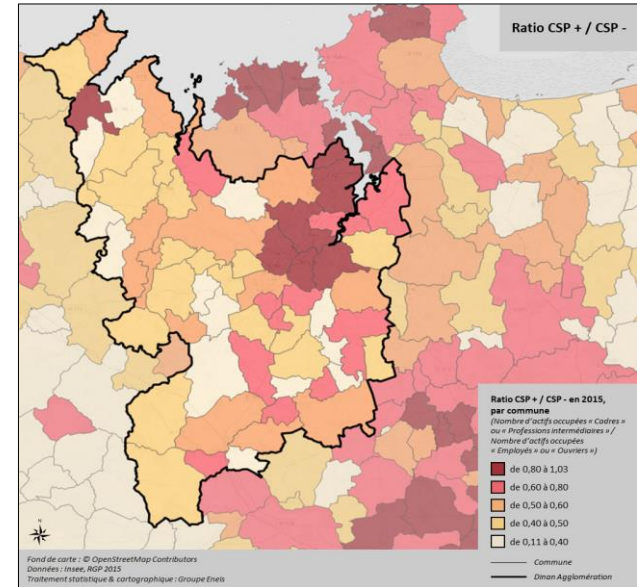 Ratio CSP + / CSP -
Ratio CSP + / CSP - en 2015,
par commune
(Nombre d'actifs occupées « Cadres »
ou « Professions intermédiaires » /
Nombre d'actifs occupées
« Employés » ou « Ouvriers »)
de 0,80 à 1,03
de 0,60 à 0,80
de 0,50 à 0,60
de 0,40 à 0,50
de 0,11 à 0,40
Commune
Dinan Agglomération
N
Fond de carte : © OpenStreetMap Contributors
Données : Insee, RGP 2015
Traitement statistique & cartographique : Groupe Eneis